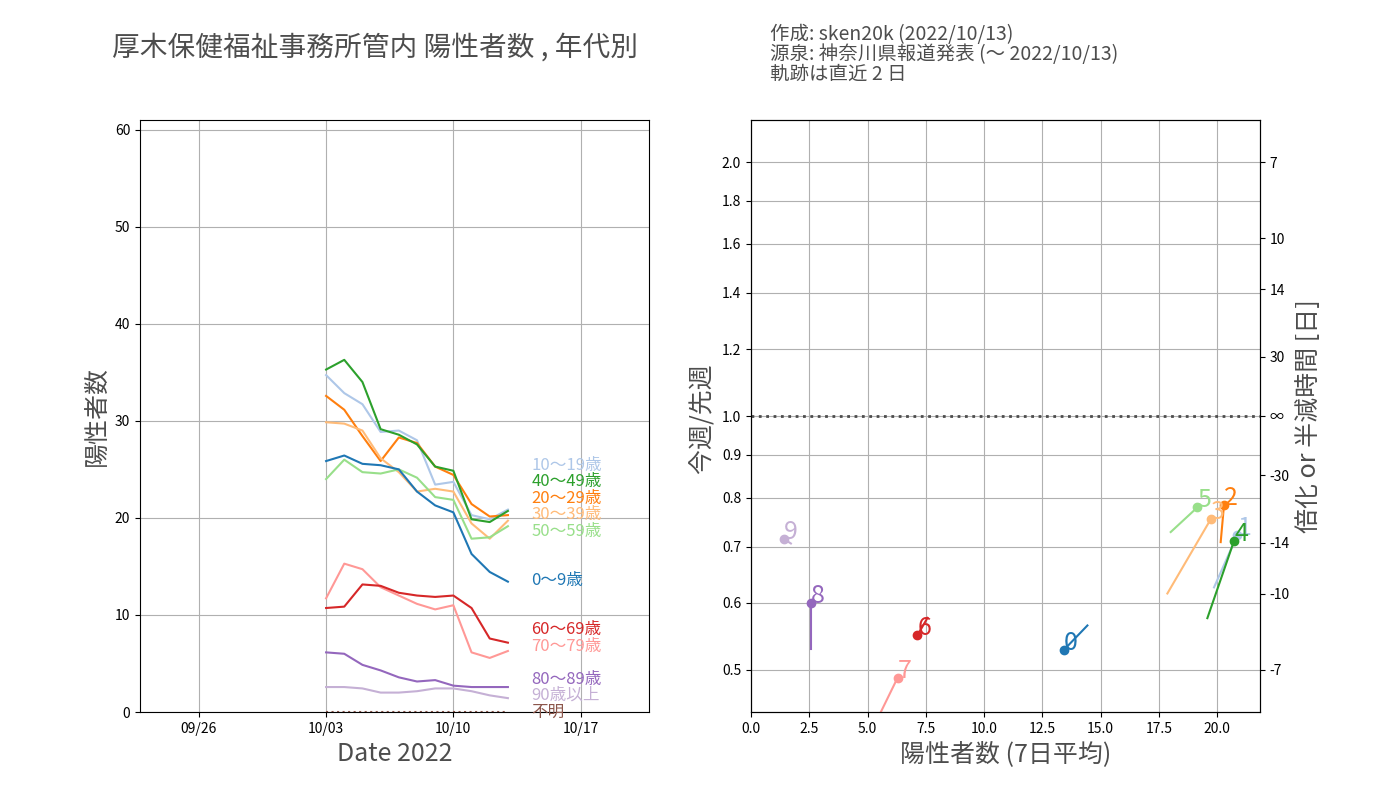 厚木保健福祉事務所管内 陽性者数 , 年代別
作成: sken20k (2022/10/13)
源泉: 神奈川県報道発表 (～ 2022/10/13)
軌跡は直近 2 日
60
50
40
30
20
10
0
陽性者数
09/26
10/03
10/10
10/17
Date 2022
10～19歳
40～49歳
20～29歳
30～39歳
50～59歳
0～9歳
60～69歳
70～79歳
80～89歳
90歳以上
不明
2.0
1.8
1.6
1.4
1.2
1.0
0.9
0.8
0.7
0.6
0.5
今週/先週
0.0
2.5
5.0
7.5
10.0
12.5
15.0
17.5
20.0
陽性者数 (7日平均)
7
10
14
30
∞
-30
-14
-10
-7
倍化 or 半減時間 [日]
9
8
7
6
0
5
3
2
1
4